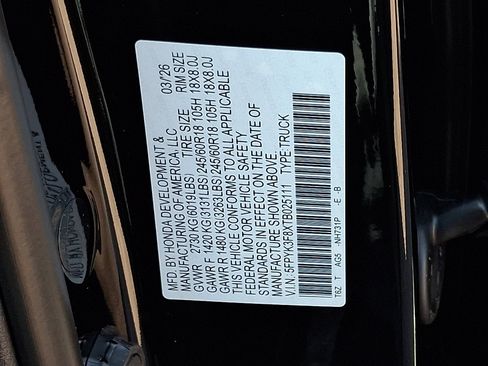 MFD. BY HONDA DEVELOPMENT & 03/26
MANUFACTURING OF AMERICA, LLC
TIRE SIZE RIM SIZE
GVWR 2730 KG(6019LBS)
GAWR F 1420 KG(3131LBS) 245/60R18 105H 18X8.0J
GAWR R 1480 KG(3263LBS) 245/60R18 105H 18X8.0J
THIS VEHICLE CONFORMS TO ALL APPLICABLE
FEDERAL MOTOR VEHICLE SAFETY
STANDARDS IN EFFECT ON THE DATE OF
MANUFACTURE SHOWN ABOVE.
V.I.N. 5FPYK3F8XTB025111 TYPE:TRUCK
T6Z T AG5 -NH731P -E -B